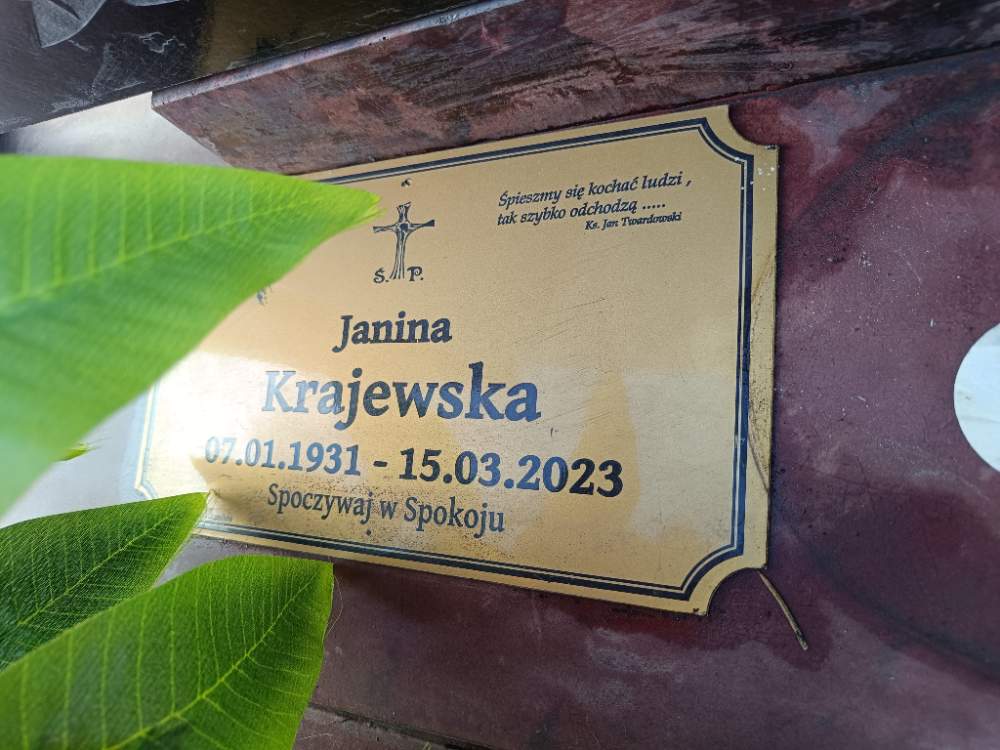 Śpieszmy się kochać ludzi ,
tak szybko odchodzą .....
Ks. Jan Twardowski
Ś. P.
Janina
Krajewska
07.01.1931 - 15.03.2023
Spoczywaj w Spokoju